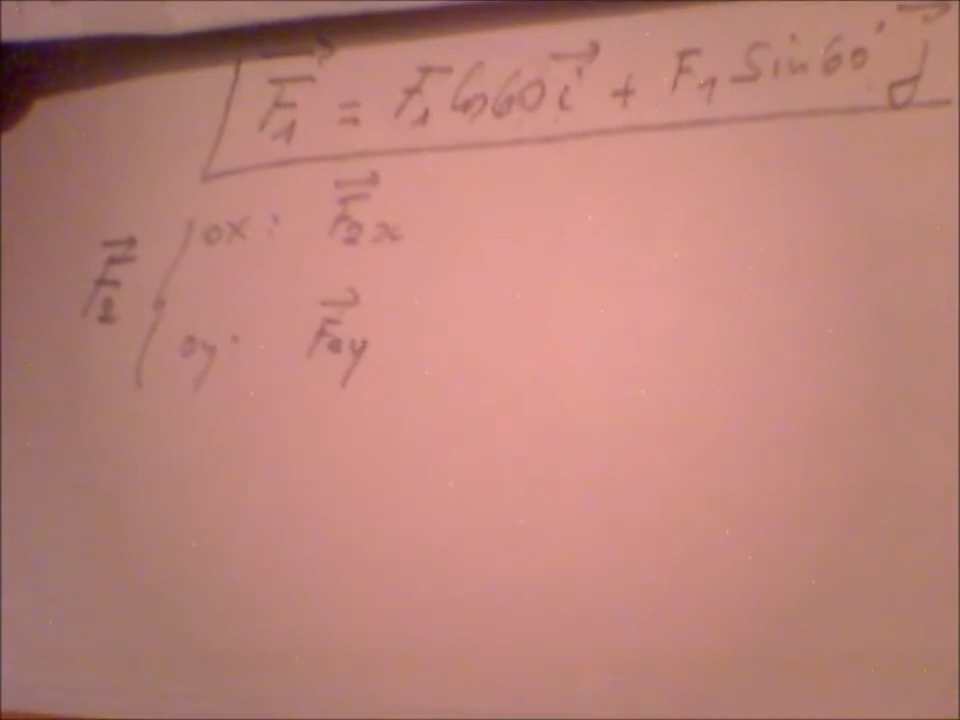 F₁⃗ = F₁ Cos60 i⃗ + F₁ Sin60° j⃗
ox : F₂x⃗
F₂⃗
oy : F₂y⃗